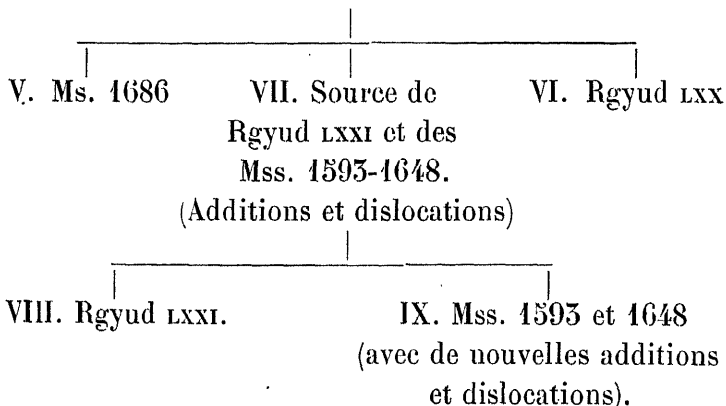 V. Ms. 1686 VII. Source de VI. Rgyud LXX
Rgyud LXXI et des
Mss. 1593-1648.
(Additions et dislocations)
VIII. Rgyud LXXI. IX. Mss. 1593 et 1648
(avec de nouvelles additions
et dislocations).